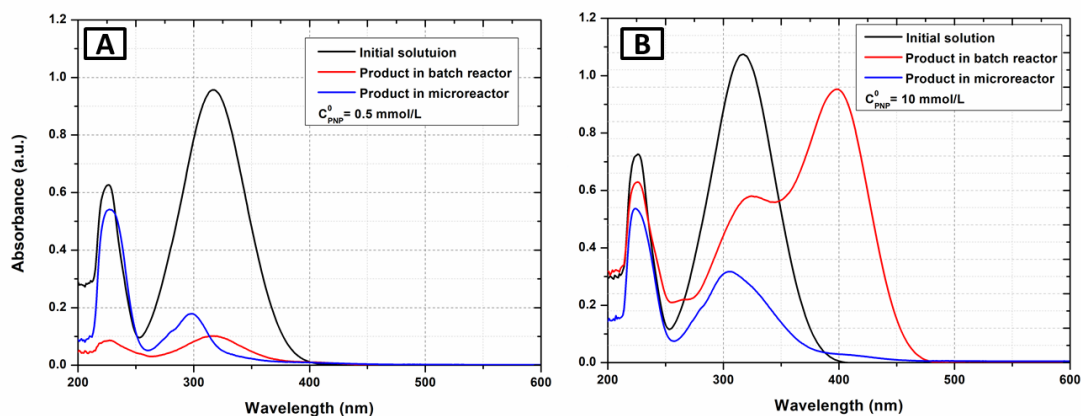 A
Initial solutuion
Product in batch reactor
Product in microreactor
C⁰PNP= 0.5 mmol/L
Absorbance (a.u.)
1.2
1.0
0.8
0.6
0.4
0.2
0.0
200 300 400 500 600
Wavelength (nm)
B
Initial solution
Product in batch reactor
Product in microreactor
C⁰PNP= 10 mmol/L
1.2
1.0
0.8
0.6
0.4
0.2
0.0
200 300 400 500 600
Wavelength (nm)